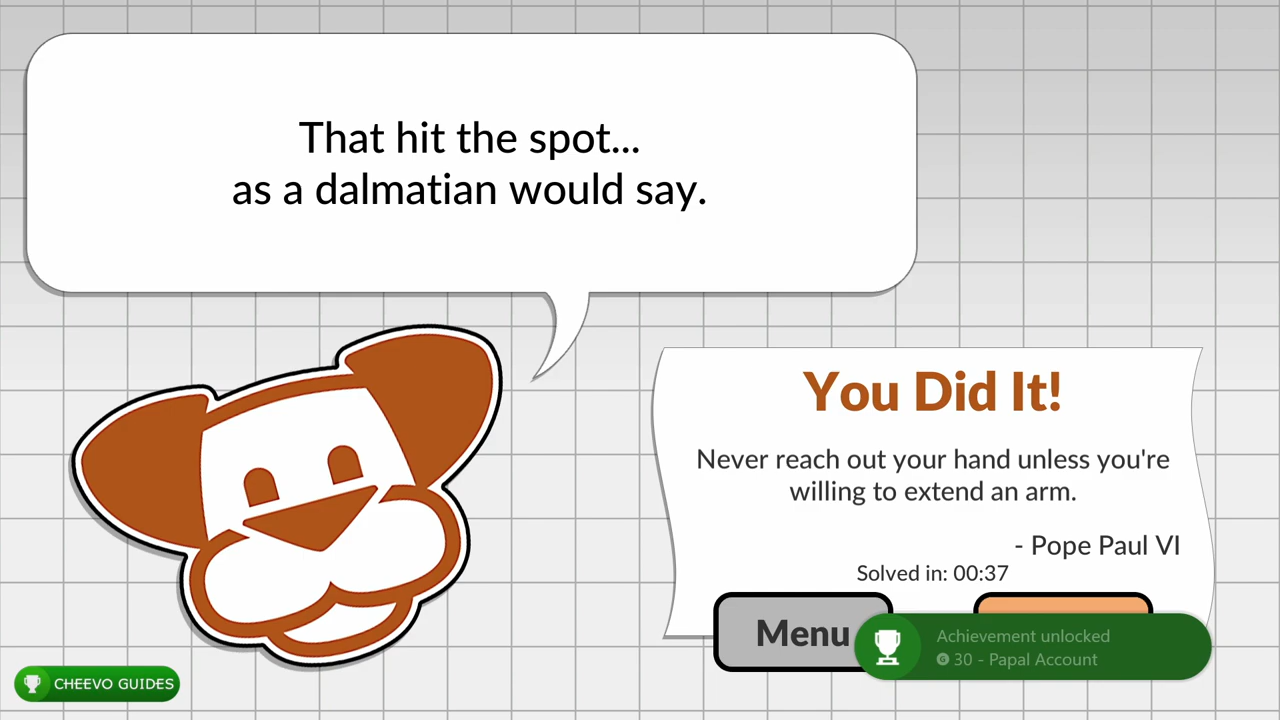 That hit the spot...
as a dalmatian would say.
You Did It!
Never reach out your hand unless you're
willing to extend an arm.
- Pope Paul VI
Solved in: 00:37
Menu
Achievement unlocked
G 30 - Papal Account
CHEEVO GUIDES